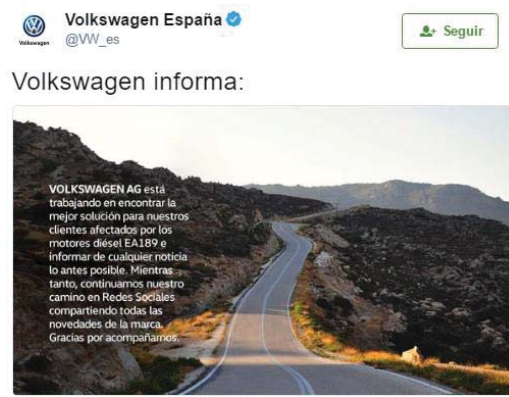 Volkswagen España
@VW_es
Volkswagen
Seguir
Volkswagen informa:
VOLKSWAGEN AG está
trabajando en encontrar la
mejor solución para nuestros
clientes afectados por los
motores diésel EA189 e
informar de cualquier noticia
lo antes posible. Mientras
tanto, continuamos nuestro
camino en Redes Sociales
compartiendo todas las
novedades de la marca.
Gracias por acompañarnos.